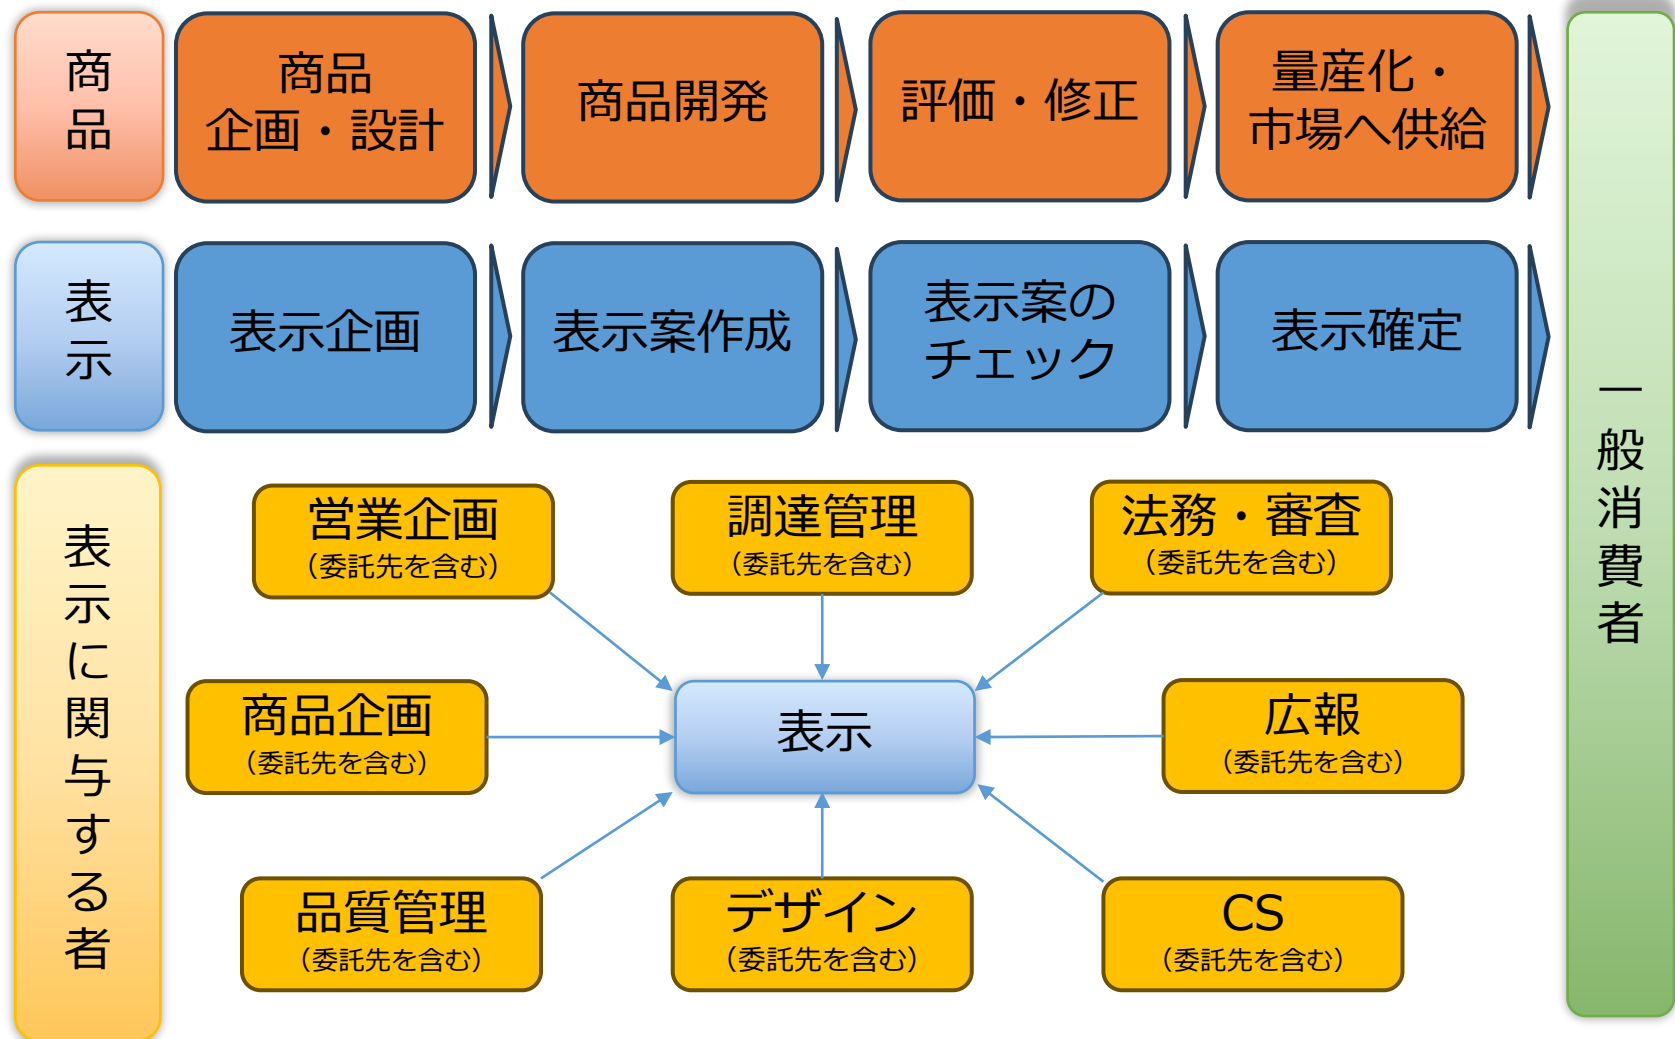 商品
商品
企画・設計
商品開発
評価・修正
量産化・
市場へ供給
表示
表示企画
表示案作成
表示案の
チェック
表示確定
一般消費者
表示に関与する者
営業企画
（委託先を含む）
調達管理
（委託先を含む）
法務・審査
（委託先を含む）
商品企画
（委託先を含む）
表示
広報
（委託先を含む）
品質管理
（委託先を含む）
デザイン
（委託先を含む）
CS
（委託先を含む）